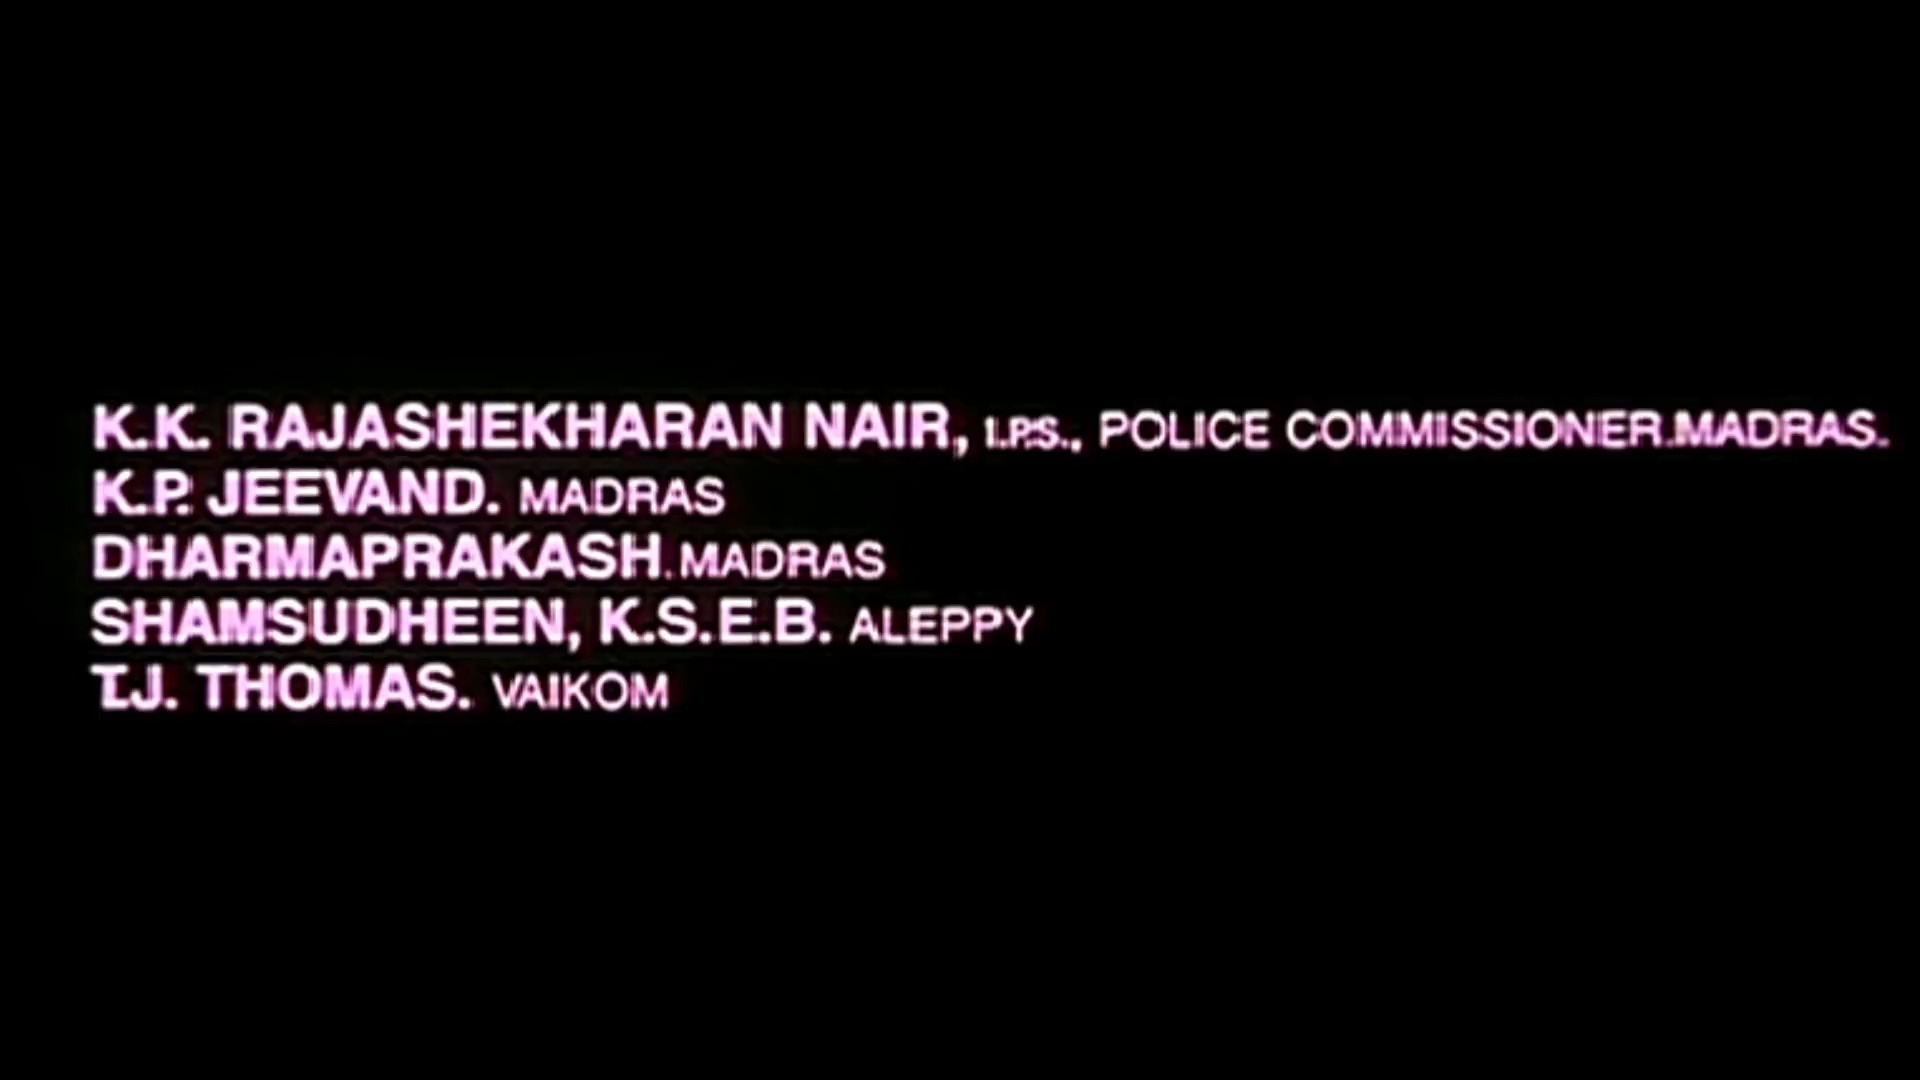 K.K. RAJASHEKHARAN NAIR, I.P.S., POLICE COMMISSIONER.MADRAS.
K.P. JEEVAND. MADRAS
DHARMAPRAKASH.MADRAS
SHAMSUDHEEN, K.S.E.B. ALEPPY
T.J. THOMAS. VAIKOM